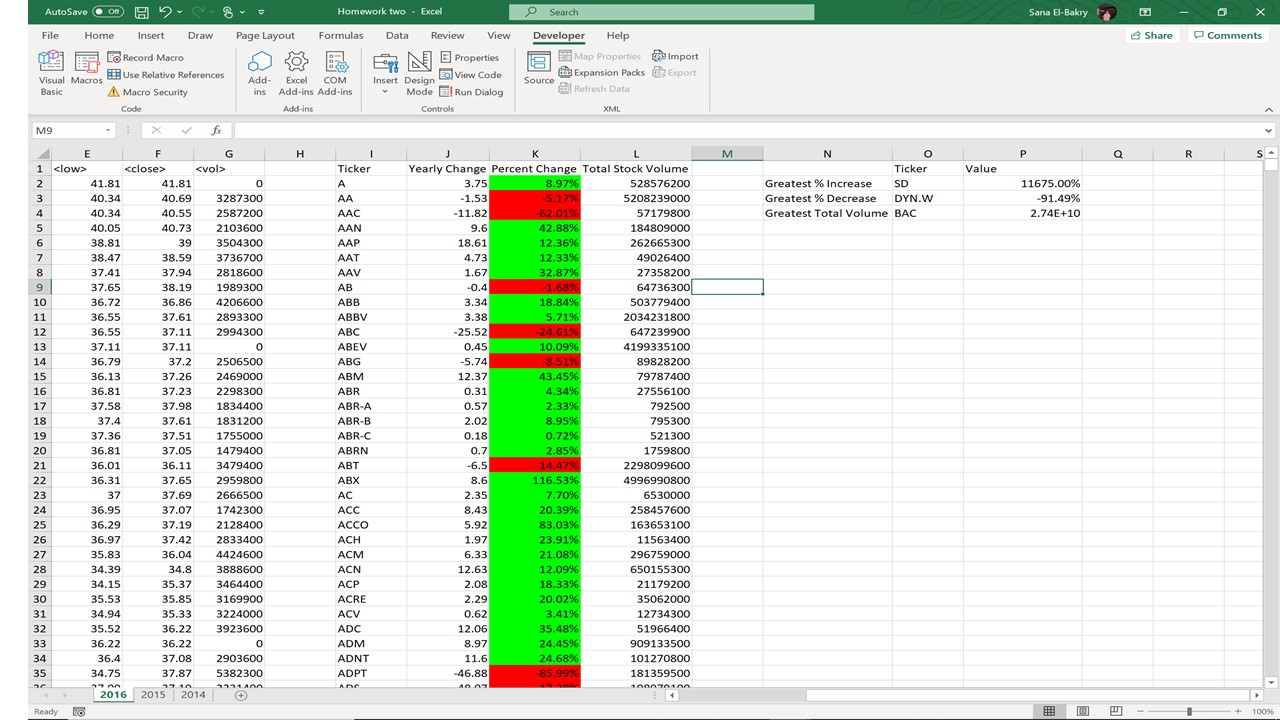 AutoSave Off Homework two - Excel Search Sana El-Bakry
File Home Insert Draw Page Layout Formulas Data Review View Developer Help Share Comments
Visual Basic Macros Record Macro Use Relative References Macro Security Add-ins Excel Add-ins COM Add-ins Insert Design Mode Properties View Code Run Dialog Source Map Properties Expansion Packs Refresh Data Import Export
Code Add-ins Controls XML
M9 fx
E F G H I J K L M N O P Q R S
1 <low> <close> <vol> Ticker Yearly Change Percent Change Total Stock Volume Ticker Value
2 41.81 41.81 0 A 3.75 8.97% 528576200 Greatest % Increase SD 11675.00%
3 40.34 40.69 3287300 AA -1.53 -5.17% 5208239000 Greatest % Decrease DYN.W -91.49%
4 40.34 40.55 2587200 AAC -11.82 -62.01% 57179800 Greatest Total Volume BAC 2.74E+10
5 40.05 40.73 2103600 AAN 9.6 42.88% 184809000
6 38.81 39 3504300 AAP 18.61 12.36% 262665300
7 38.47 38.59 3736700 AAT 4.73 12.33% 49026400
8 37.41 37.94 2818600 AAV 1.67 32.87% 27358200
9 37.65 38.19 1989300 AB -0.4 -1.68% 64736300
10 36.72 36.86 4206600 ABB 3.34 18.84% 503779400
11 36.55 37.61 2893300 ABBV 3.38 5.71% 2034231800
12 36.55 37.11 2994300 ABC -25.52 -24.61% 647239900
13 37.11 37.11 0 ABEV 0.45 10.09% 4199335100
14 36.79 37.2 2506500 ABG -5.74 -8.51% 89828200
15 36.13 37.26 2469000 ABM 12.37 43.45% 79787400
16 36.81 37.23 2298300 ABR 0.31 4.34% 27556100
17 37.58 37.98 1834400 ABR-A 0.57 2.33% 792500
18 37.4 37.61 1831200 ABR-B 2.02 8.95% 795300
19 37.36 37.51 1755000 ABR-C 0.18 0.72% 521300
20 36.81 37.05 1479400 ABRN 0.7 2.85% 1759800
21 36.01 36.11 3479400 ABT -6.5 -14.47% 2298099600
22 36.31 37.65 2959800 ABX 8.6 116.53% 4996990800
23 37 37.69 2666500 AC 2.35 7.70% 6530000
24 36.95 37.07 1742300 ACC 8.43 20.39% 258457600
25 36.29 37.19 2128400 ACCO 5.92 83.03% 163653100
26 36.97 37.42 2833400 ACH 1.97 23.91% 11563400
27 35.83 36.04 4424600 ACM 6.33 21.08% 296759000
28 34.39 34.8 3888600 ACN 12.63 12.09% 650155300
29 34.15 35.37 3464400 ACP 2.08 18.33% 21179200
30 35.53 35.85 3169900 ACRE 2.29 20.02% 35062000
31 34.94 35.33 3224000 ACV 0.62 3.41% 12734300
32 35.52 36.22 3923600 ADC 12.06 35.48% 51966400
33 36.22 36.22 0 ADM 8.97 24.45% 909133500
34 36.4 37.08 2903600 ADNT 11.6 24.68% 101270800
35 34.75 37.87 5382300 ADPT -46.88 -85.99% 181359500
2016 2015 2014
Ready 100%